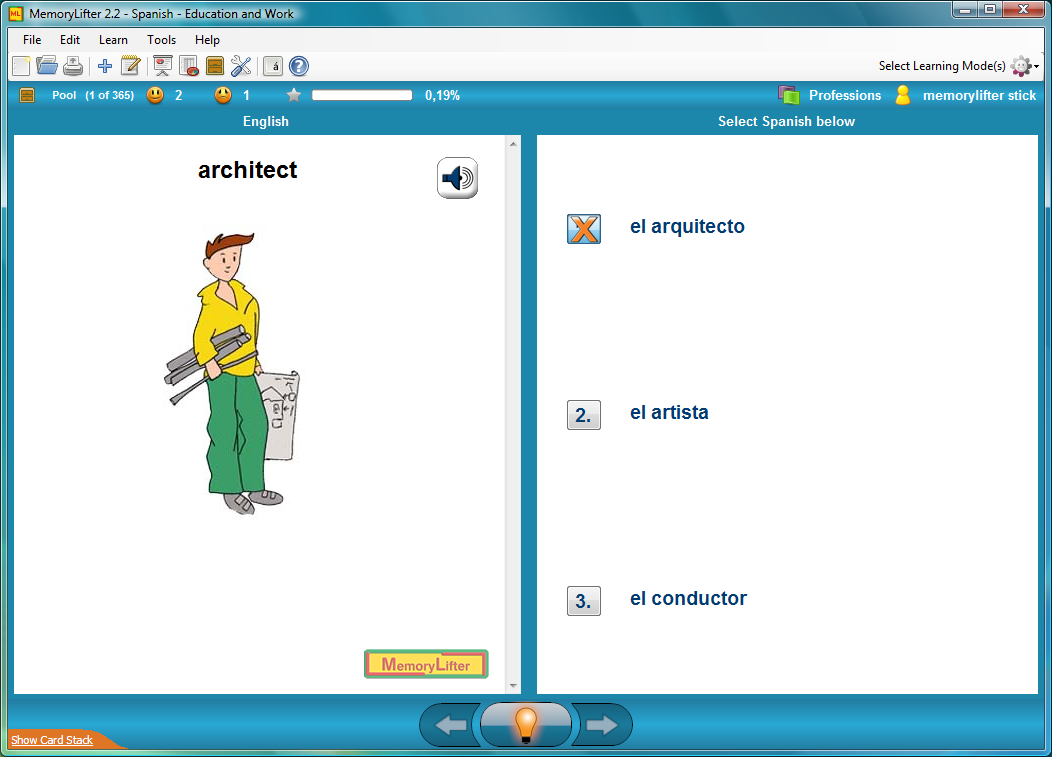 MemoryLifter 2.2 - Spanish - Education and Work
File Edit Learn Tools Help
Select Learning Mode(s)
Pool (1 of 365) 2 1 0,19% Professions memorylifter stick
English
Select Spanish below
architect
el arquitecto
2. el artista
3. el conductor
MemoryLifter
Show Card Stack